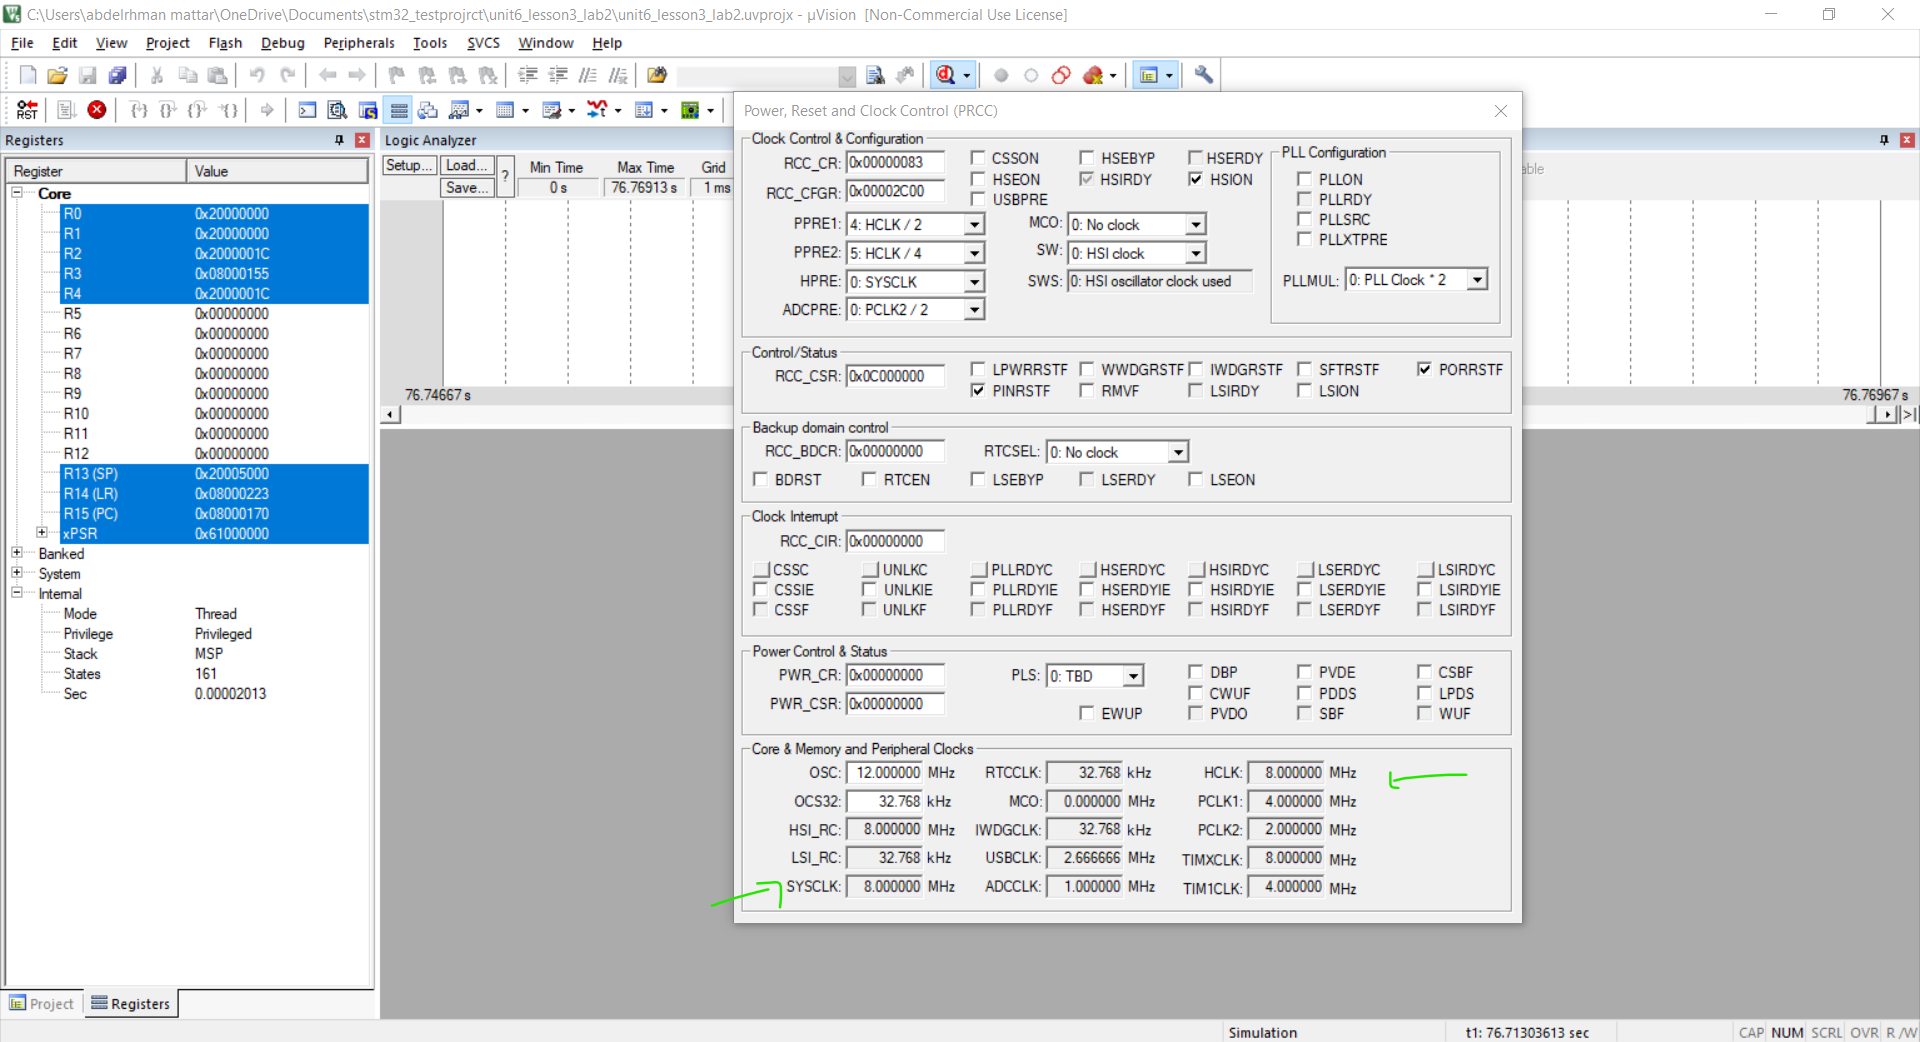 C:\Users\abdelrhman mattar\OneDrive\Documents\stm32_testprojrct\unit6_lesson3_lab2\unit6_lesson3_lab2.uvprojx - µVision [Non-Commercial Use License]
File Edit View Project Flash Debug Peripherals Tools SVCS Window Help
RST
Registers
Register Value
Core
R0 0x20000000
R1 0x20000000
R2 0x2000001C
R3 0x08000155
R4 0x2000001C
R5 0x00000000
R6 0x00000000
R7 0x00000000
R8 0x00000000
R9 0x00000000
R10 0x00000000
R11 0x00000000
R12 0x00000000
R13 (SP) 0x20005000
R14 (LR) 0x08000223
R15 (PC) 0x08000170
xPSR 0x61000000
Banked
System
Internal
Mode Thread
Privilege Privileged
Stack MSP
States 161
Sec 0.00002013
Project Registers
Logic Analyzer
Setup... Load... Min Time Max Time Grid
Save... ? 0 s 76.76913 s 1 ms
able
76.74667 s 76.76967 s
Power, Reset and Clock Control (PRCC)
Clock Control & Configuration
RCC_CR: 0x00000083 CSSON HSEBYP HSERDY
RCC_CFGR: 0x00002C00 HSEON HSIRDY HSION
USBPRE
PPRE1: 4: HCLK / 2 MCO: 0: No clock
PPRE2: 5: HCLK / 4 SW: 0: HSI clock
HPRE: 0: SYSCLK SWS: 0: HSI oscillator clock used
ADCPRE: 0: PCLK2 / 2
PLL Configuration
PLLON
PLLRDY
PLLSRC
PLLXTPRE
PLLMUL: 0: PLL Clock * 2
Control/Status
RCC_CSR: 0x0C000000 LPWRRSTF WWDGRSTF IWDGRSTF SFTRSTF PORRSTF
PINRSTF RMVF LSIRDY LSION
Backup domain control
RCC_BDCR: 0x00000000 RTCSEL: 0: No clock
BDRST RTCEN LSEBYP LSERDY LSEON
Clock Interrupt
RCC_CIR: 0x00000000
CSSC UNLKC PLLRDYC HSERDYC HSIRDYC LSERDYC LSIRDYC
CSSIE UNLKIE PLLRDYIE HSERDYIE HSIRDYIE LSERDYIE LSIRDYIE
CSSF UNLKF PLLRDYF HSERDYF HSIRDYF LSERDYF LSIRDYF
Power Control & Status
PWR_CR: 0x00000000 PLS: 0: TBD DBP PVDE CSBF
PWR_CSR: 0x00000000 CWUF PDDS LPDS
EWUP PVDO SBF WUF
Core & Memory and Peripheral Clocks
OSC: 12.000000 MHz RTCCLK: 32.768 kHz HCLK: 8.000000 MHz
OCS32: 32.768 kHz MCO: 0.000000 MHz PCLK1: 4.000000 MHz
HSI_RC: 8.000000 MHz IWDGCLK: 32.768 kHz PCLK2: 2.000000 MHz
LSI_RC: 32.768 kHz USBCLK: 2.666666 MHz TIMXCLK: 8.000000 MHz
SYSCLK: 8.000000 MHz ADCCLK: 1.000000 MHz TIM1CLK: 4.000000 MHz
Simulation t1: 76.71303613 sec CAP NUM SCRL OVR R/W